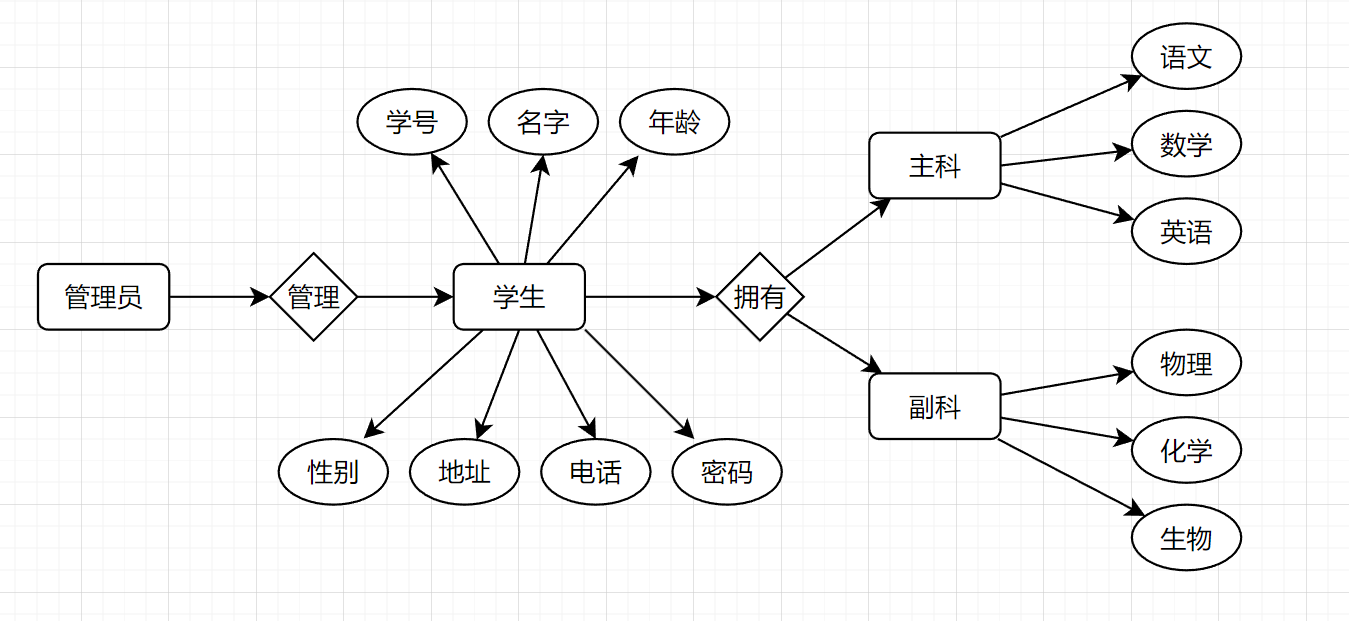 语文
学号
名字
年龄
数学
主科
英语
管理员
管理
学生
拥有
物理
副科
化学
性别
地址
电话
密码
生物